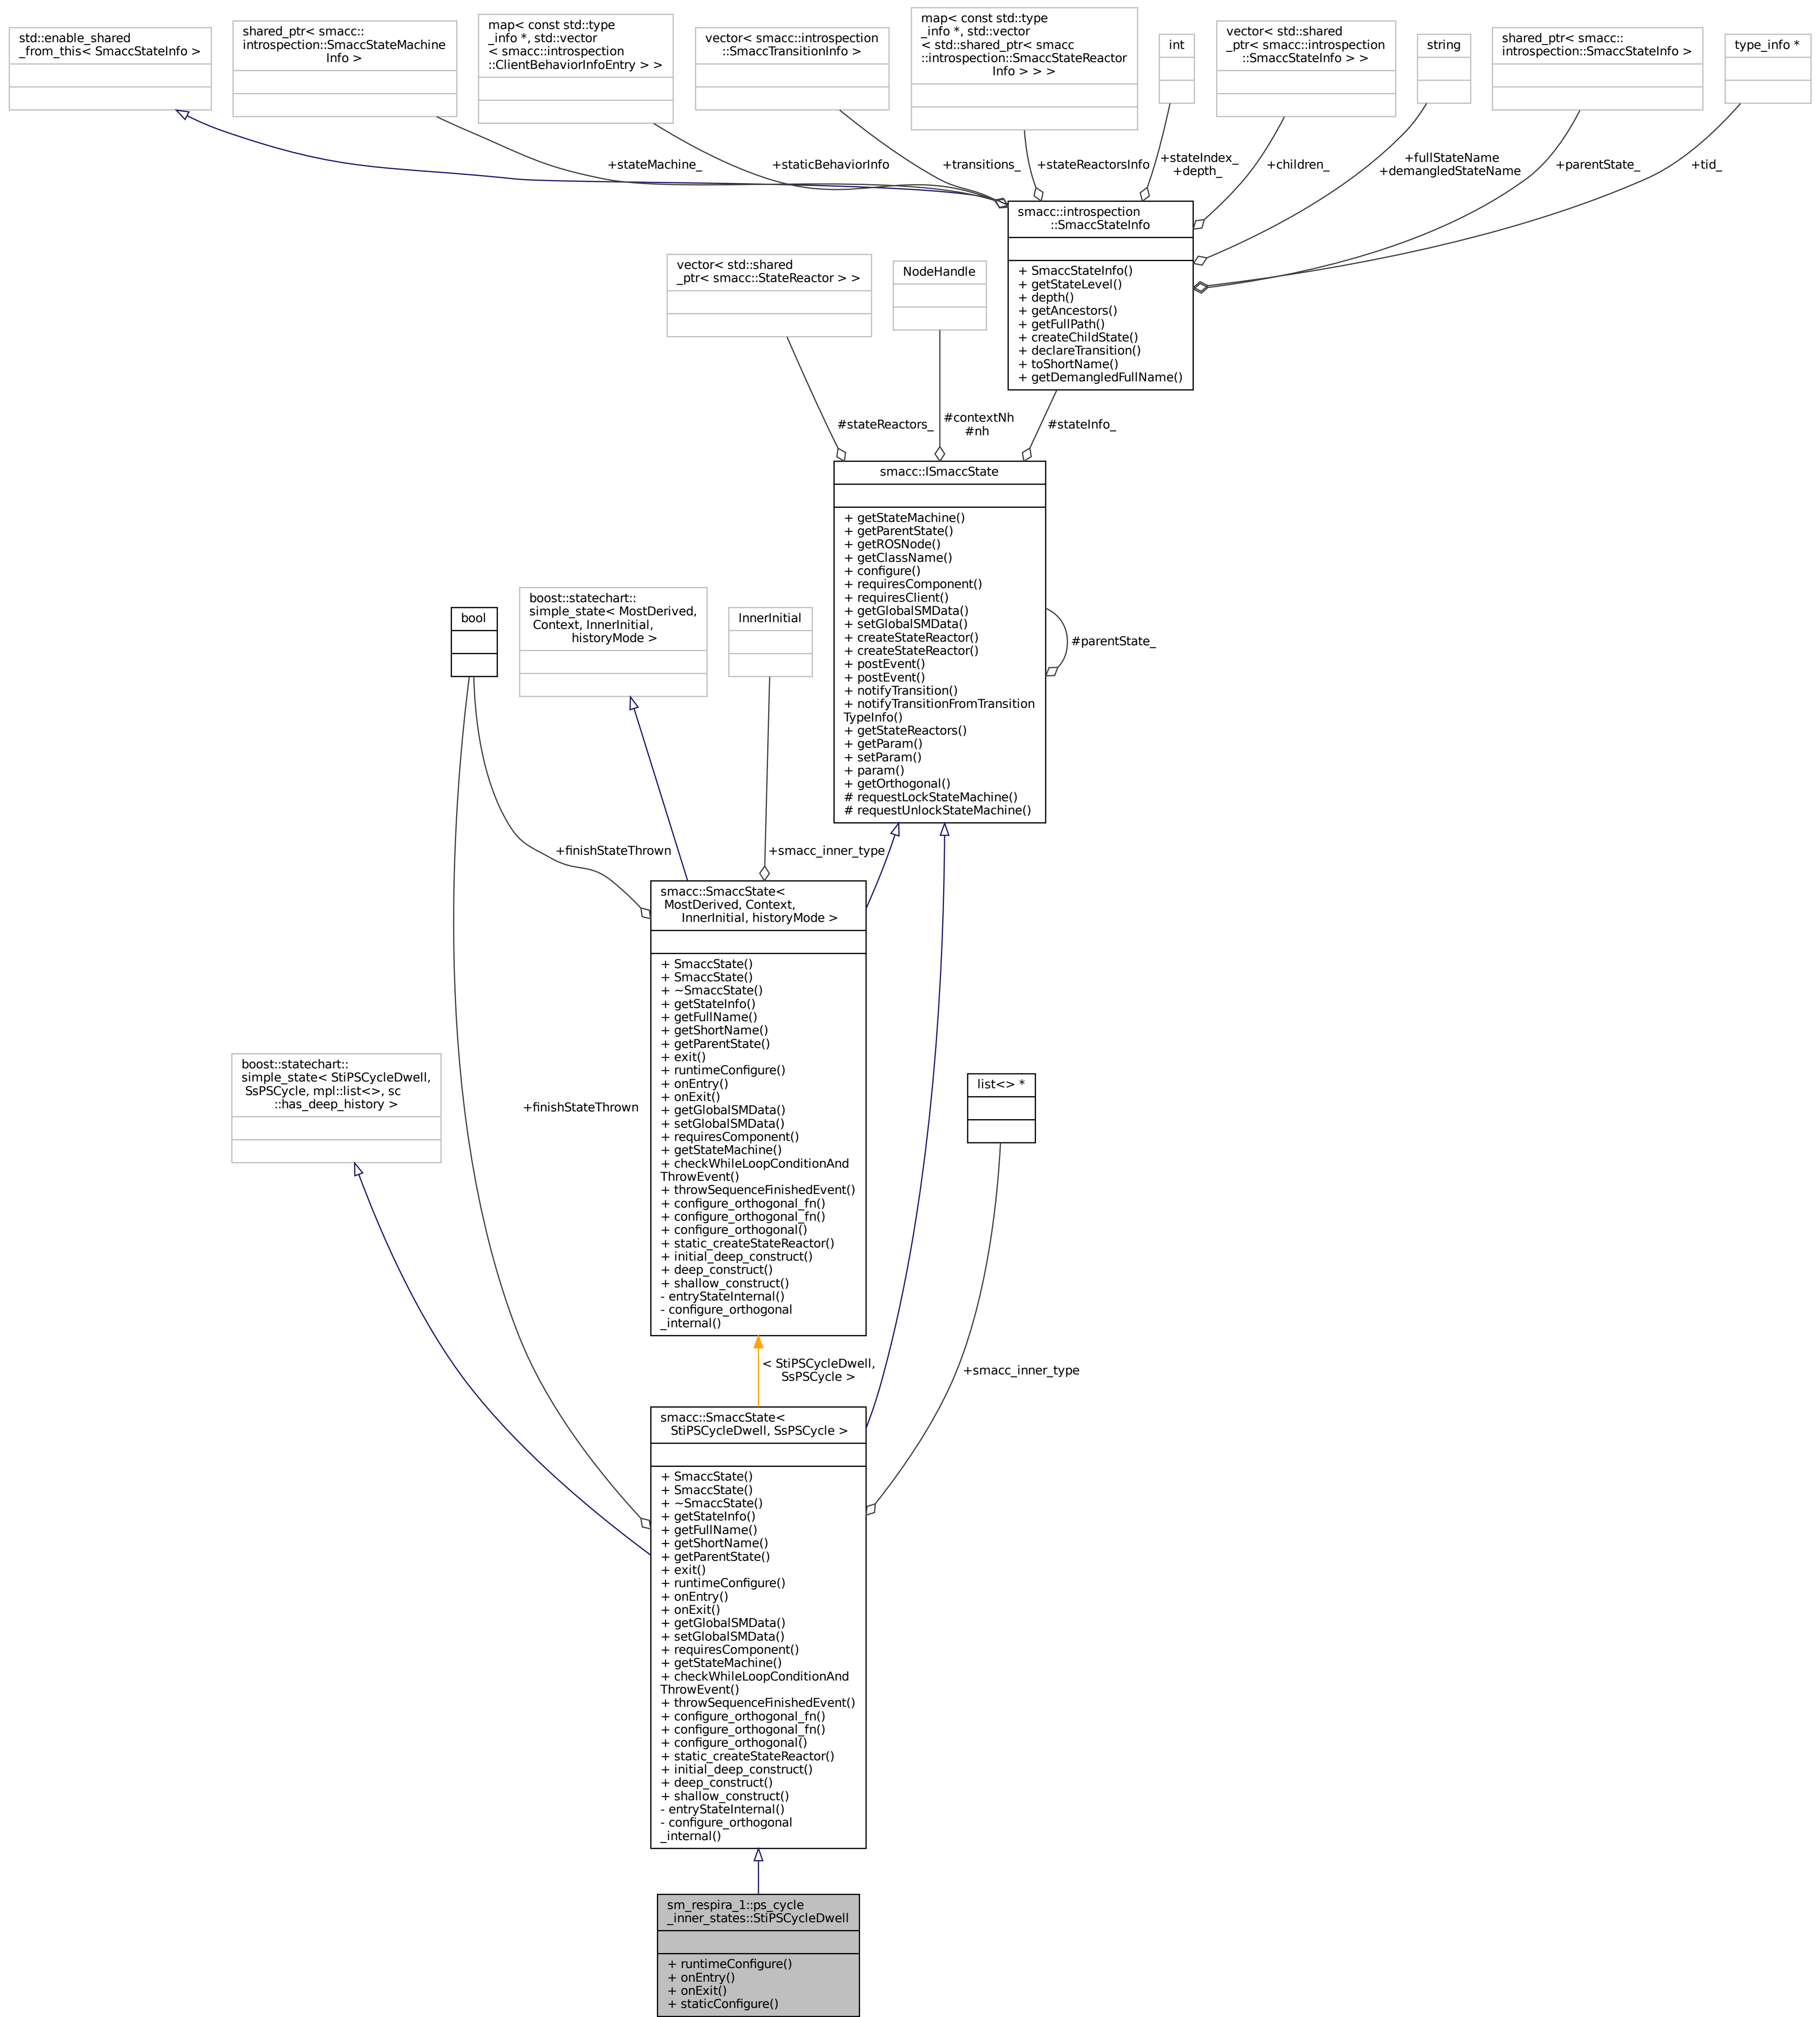 std::enable_shared
_from_this< SmaccStateInfo >
shared_ptr< smacc::
introspection::SmaccStateMachine
Info >
map< const std::type
_info *, std::vector
< smacc::introspection
::ClientBehaviorInfoEntry > >
vector< smacc::introspection
::SmaccTransitionInfo >
map< const std::type
_info *, std::vector
< std::shared_ptr< smacc
::introspection::SmaccStateReactor
Info > > >
int
vector< std::shared
_ptr< smacc::introspection
::SmaccStateInfo > >
string
shared_ptr< smacc::
introspection::SmaccStateInfo >
type_info *
+stateMachine_
+staticBehaviorInfo
+transitions_
+stateReactorsInfo
+stateIndex_
+depth_
+children_
+fullStateName
+demangledStateName
+parentState_
+tid_
smacc::introspection
::SmaccStateInfo
+ SmaccStateInfo()
+ getStateLevel()
+ depth()
+ getAncestors()
+ getFullPath()
+ createChildState()
+ declareTransition()
+ toShortName()
+ getDemangledFullName()
vector< std::shared
_ptr< smacc::StateReactor > >
NodeHandle
#stateReactors_
#contextNh
#nh
#stateInfo_
smacc::ISmaccState
+ getStateMachine()
+ getParentState()
+ getROSNode()
+ getClassName()
+ configure()
+ requiresComponent()
+ requiresClient()
+ getGlobalSMData()
+ setGlobalSMData()
+ createStateReactor()
+ createStateReactor()
+ postEvent()
+ postEvent()
+ notifyTransition()
+ notifyTransitionFromTransition
TypeInfo()
+ getStateReactors()
+ getParam()
+ setParam()
+ param()
+ getOrthogonal()
# requestLockStateMachine()
# requestUnlockStateMachine()
#parentState_
bool
boost::statechart::
simple_state< MostDerived,
Context, InnerInitial,
historyMode >
InnerInitial
+finishStateThrown
+smacc_inner_type
smacc::SmaccState<
MostDerived, Context,
InnerInitial, historyMode >
+ SmaccState()
+ SmaccState()
+ ~SmaccState()
+ getStateInfo()
+ getFullName()
+ getShortName()
+ getParentState()
+ exit()
+ runtimeConfigure()
+ onEntry()
+ onExit()
+ getGlobalSMData()
+ setGlobalSMData()
+ requiresComponent()
+ getStateMachine()
+ checkWhileLoopConditionAnd
ThrowEvent()
+ throwSequenceFinishedEvent()
+ configure_orthogonal_fn()
+ configure_orthogonal_fn()
+ configure_orthogonal()
+ static_createStateReactor()
+ initial_deep_construct()
+ deep_construct()
+ shallow_construct()
- entryStateInternal()
- configure_orthogonal
_internal()
boost::statechart::
simple_state< StiPSCycleDwell,
SsPSCycle, mpl::list<>, sc
::has_deep_history >
+finishStateThrown
list<> *
< StiPSCycleDwell,
SsPSCycle >
+smacc_inner_type
smacc::SmaccState<
StiPSCycleDwell, SsPSCycle >
+ SmaccState()
+ SmaccState()
+ ~SmaccState()
+ getStateInfo()
+ getFullName()
+ getShortName()
+ getParentState()
+ exit()
+ runtimeConfigure()
+ onEntry()
+ onExit()
+ getGlobalSMData()
+ setGlobalSMData()
+ requiresComponent()
+ getStateMachine()
+ checkWhileLoopConditionAnd
ThrowEvent()
+ throwSequenceFinishedEvent()
+ configure_orthogonal_fn()
+ configure_orthogonal_fn()
+ configure_orthogonal()
+ static_createStateReactor()
+ initial_deep_construct()
+ deep_construct()
+ shallow_construct()
- entryStateInternal()
- configure_orthogonal
_internal()
sm_respira_1::ps_cycle
_inner_states::StiPSCycleDwell
+ runtimeConfigure()
+ onEntry()
+ onExit()
+ staticConfigure()